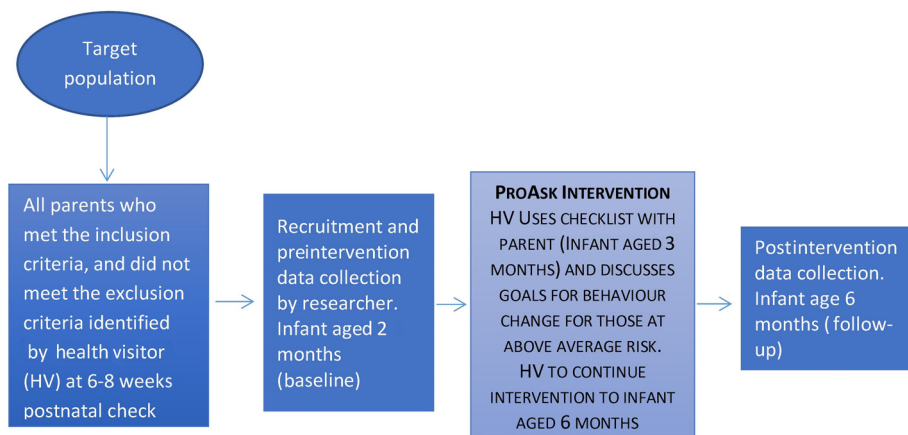 Target
population
All parents who
met the inclusion
criteria, and did not
meet the exclusion
criteria identified
by health visitor
(HV) at 6-8 weeks
postnatal check
Recruitment and
preintervention
data collection
by researcher.
Infant aged 2
months
(baseline)
PROASK INTERVENTION
HV USES CHECKLIST WITH
PARENT (INFANT AGED 3
MONTHS) AND DISCUSSES
GOALS FOR BEHAVIOUR
CHANGE FOR THOSE AT
ABOVE AVERAGE RISK.
HV TO CONTINUE
INTERVENTION TO INFANT
AGED 6 MONTHS
Postintervention
data collection.
Infant age 6
months ( follow-
up)